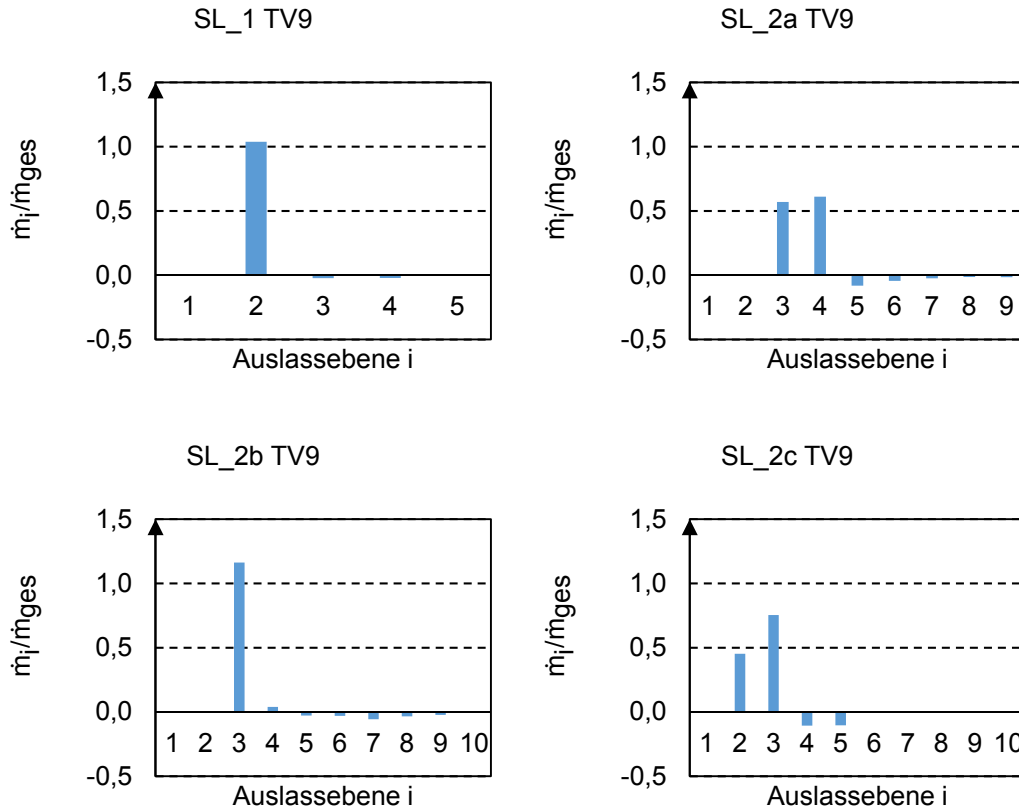 SL_1 TV9
1,5
1,0
0,5
0,0
-0,5
ṁi/ṁges
1 2 3 4 5
Auslassebene i
SL_2a TV9
1,5
1,0
0,5
0,0
-0,5
ṁi/ṁges
1 2 3 4 5 6 7 8 9
Auslassebene i
SL_2b TV9
1,5
1,0
0,5
0,0
-0,5
ṁi/ṁges
1 2 3 4 5 6 7 8 9 10
Auslassebene i
SL_2c TV9
1,5
1,0
0,5
0,0
-0,5
ṁi/ṁges
1 2 3 4 5 6 7 8 9 10
Auslassebene i